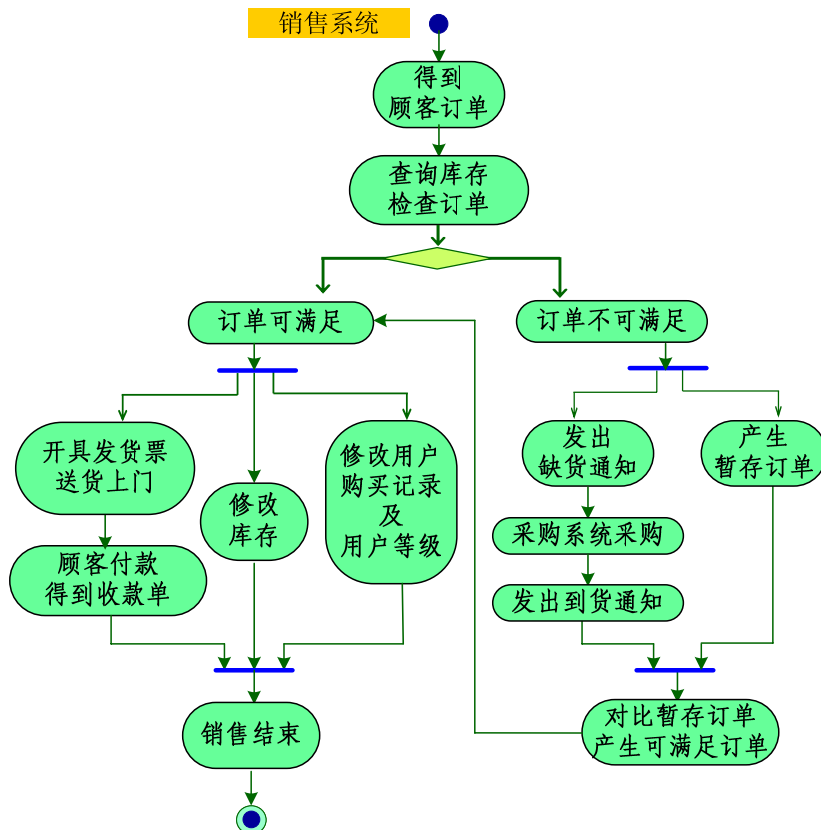 销售系统
得到
顾客订单
查询库存
检查订单
订单可满足
订单不可满足
开具发货票
送货上门
修改
库存
修改用户
购买记录
及
用户等级
发出
缺货通知
产生
暂存订单
采购系统采购
顾客付款
得到收款单
发出到货通知
销售结束
对比暂存订单
产生可满足订单